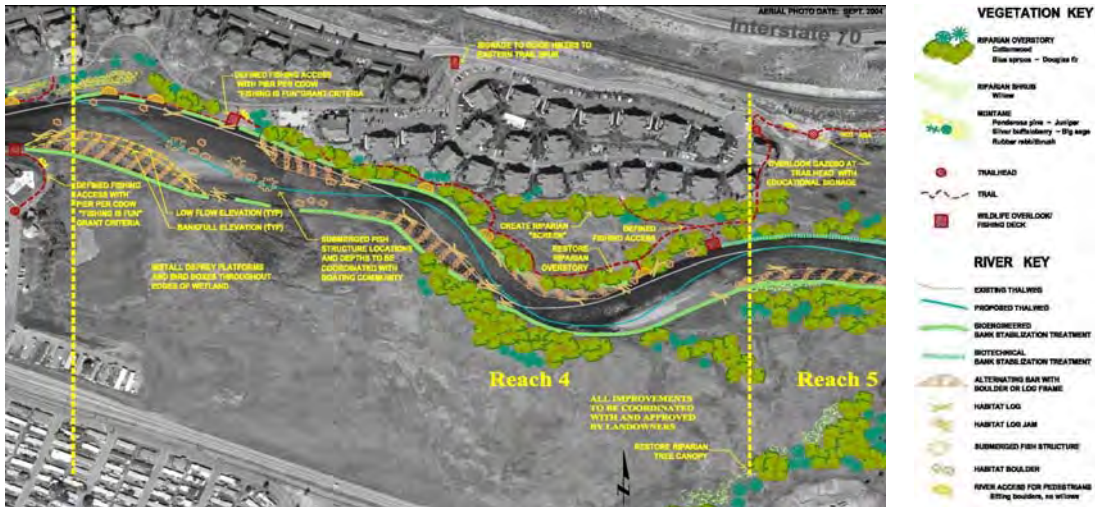 AERIAL PHOTO DATE: SEPT. 2004
Interstate 70
SIGNAGE TO GUIDE HIKERS TO
EASTERN TRAIL SPUR
DEFINED FISHING ACCESS
WITH PIER PER CDOW
"FISHING IS FUN" GRANT CRITERIA
OVERLOOK GAZEBO AT
TRAILHEAD WITH
EDUCATIONAL SIGNAGE
DEFINED FISHING
ACCESS WITH
PIER PER CDOW
"FISHING IS FUN"
GRANT CRITERIA
LOW FLOW ELEVATION (TYP)
BANKFULL ELEVATION (TYP)
SUBMERGED FISH
STRUCTURE LOCATIONS
AND DEPTHS TO BE
COORDINATED WITH
BOATING COMMUNITY
INSTALL OSPREY PLATFORMS
AND BIRD BOXES THROUGHOUT
EDGES OF WETLAND
CREATE RIPARIAN
"SCREEN"
DEFINED
FISHING ACCESS
RESTORE
RIPARIAN
OVERSTORY
Reach 4
Reach 5
ALL IMPROVEMENTS
TO BE COORDINATED
WITH AND APPROVED
BY LANDOWNERS
RESTORE RIPARIAN
TREE CANOPY
VEGETATION KEY
RIPARIAN OVERSTORY
Cottonwood
Blue spruce - Douglas fir
RIPARIAN SHRUB
Willow
MONTANE
Ponderosa pine - Juniper
Silver buffaloberry - Big sage
Rubber rabbitbrush
TRAILHEAD
TRAIL
WILDLIFE OVERLOOK/
FISHING DECK
RIVER KEY
EXISTING THALWEG
PROPOSED THALWEG
BIOENGINEERED
BANK STABILIZATION TREATMENT
BIOTECHNICAL
BANK STABILIZATION TREATMENT
ALTERNATING BAR WITH
BOULDER OR LOG FRAME
HABITAT LOG
HABITAT LOG JAM
SUBMERGED FISH STRUCTURE
HABITAT BOULDER
RIVER ACCESS FOR PEDESTRIANS
Sitting boulders, no willows